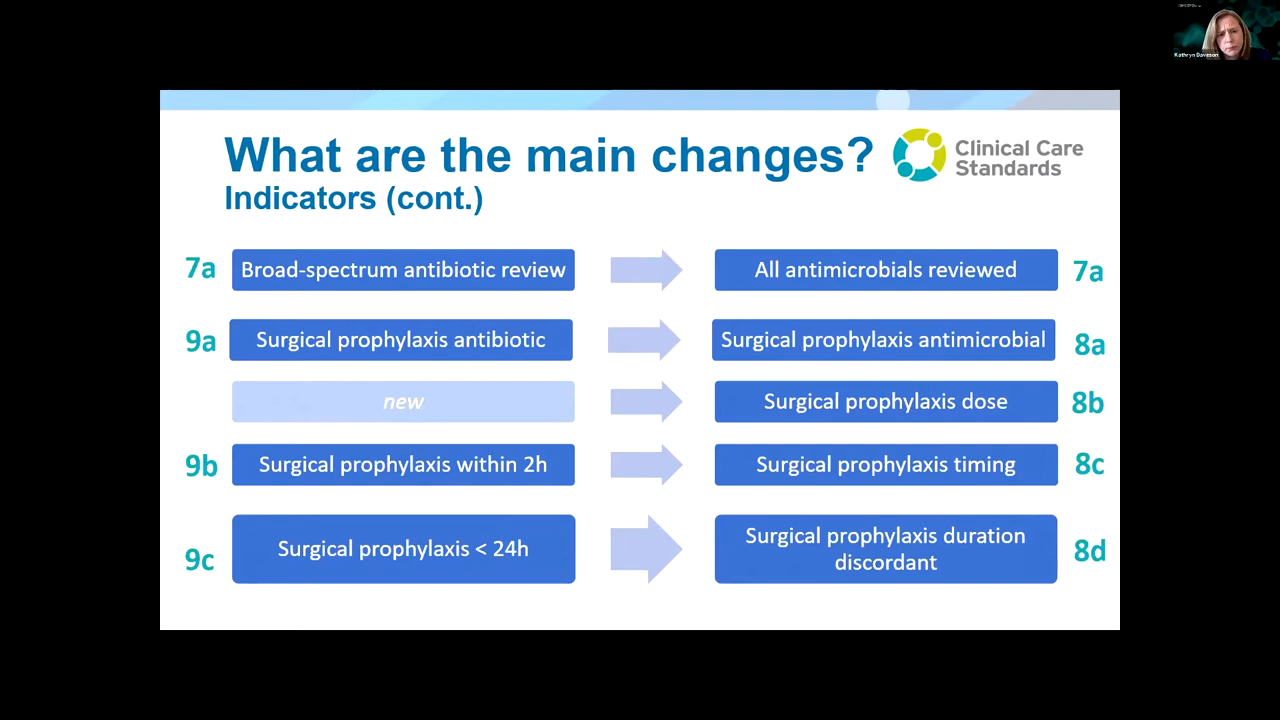 Kathryn Daveson
What are the main changes?
Indicators (cont.)
Clinical Care
Standards
7a Broad-spectrum antibiotic review All antimicrobials reviewed 7a
9a Surgical prophylaxis antibiotic Surgical prophylaxis antimicrobial 8a
new Surgical prophylaxis dose 8b
9b Surgical prophylaxis within 2h Surgical prophylaxis timing 8c
9c Surgical prophylaxis < 24h Surgical prophylaxis duration
discordant 8d